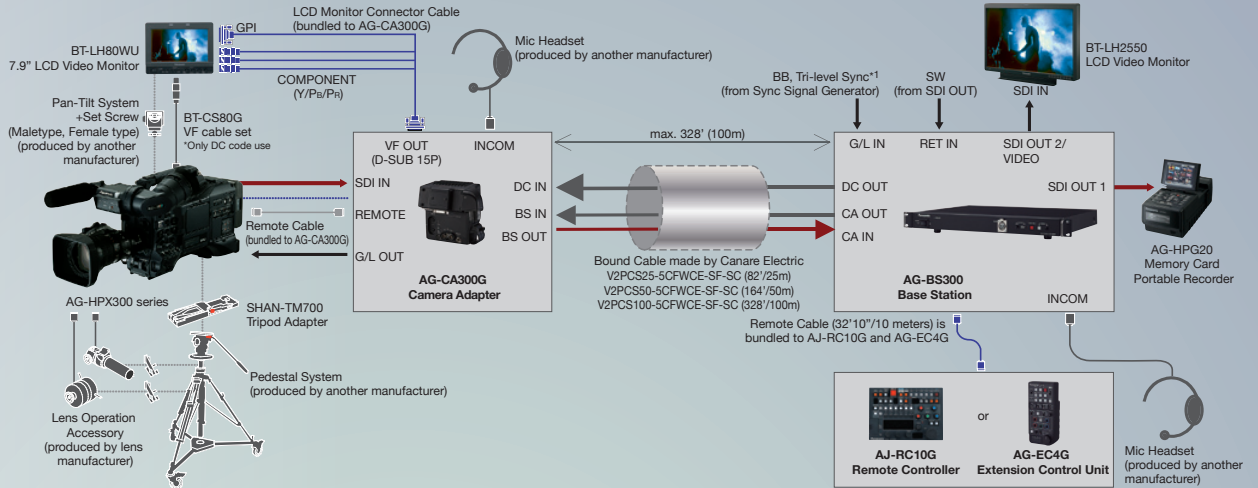 LCD Monitor Connector Cable
(bundled to AG-CA300G)
GPI
BT-LH80WU
7.9" LCD Video Monitor
COMPONENT
(Y/PB/PR)
Mic Headset
(produced by another manufacturer)
BB, Tri-level Sync*1
(from Sync Signal Generator)
SW
(from SDI OUT)
BT-LH2550
LCD Video Monitor
SDI IN
Pan-Tilt System
+Set Screw
(Maletype, Female type)
(produced by another
manufacturer)
BT-CS80G
VF cable set
*Only DC code use
VF OUT
(D-SUB 15P)
INCOM
max. 328' (100m)
G/L IN
RET IN
SDI OUT 2/
VIDEO
SDI IN
DC IN
DC OUT
SDI OUT 1
REMOTE
BS IN
CA OUT
Remote Cable
(bundled to AG-CA300G)
BS OUT
CA IN
G/L OUT
AG-CA300G
Camera Adapter
Bound Cable made by Canare Electric
V2PCS25-5CFWCE-SF-SC (82'/25m)
V2PCS50-5CFWCE-SF-SC (164'/50m)
V2PCS100-5CFWCE-SF-SC (328'/100m)
AG-BS300
Base Station
AG-HPG20
Memory Card
Portable Recorder
INCOM
AG-HPX300 series
SHAN-TM700
Tripod Adapter
Remote Cable (32'10"/10 meters) is
bundled to AJ-RC10G and AG-EC4G
Pedestal System
(produced by another manufacturer)
Lens Operation
Accessory
(produced by lens
manufacturer)
or
AJ-RC10G
Remote Controller
AG-EC4G
Extension Control Unit
Mic Headset
(produced by another
manufacturer)